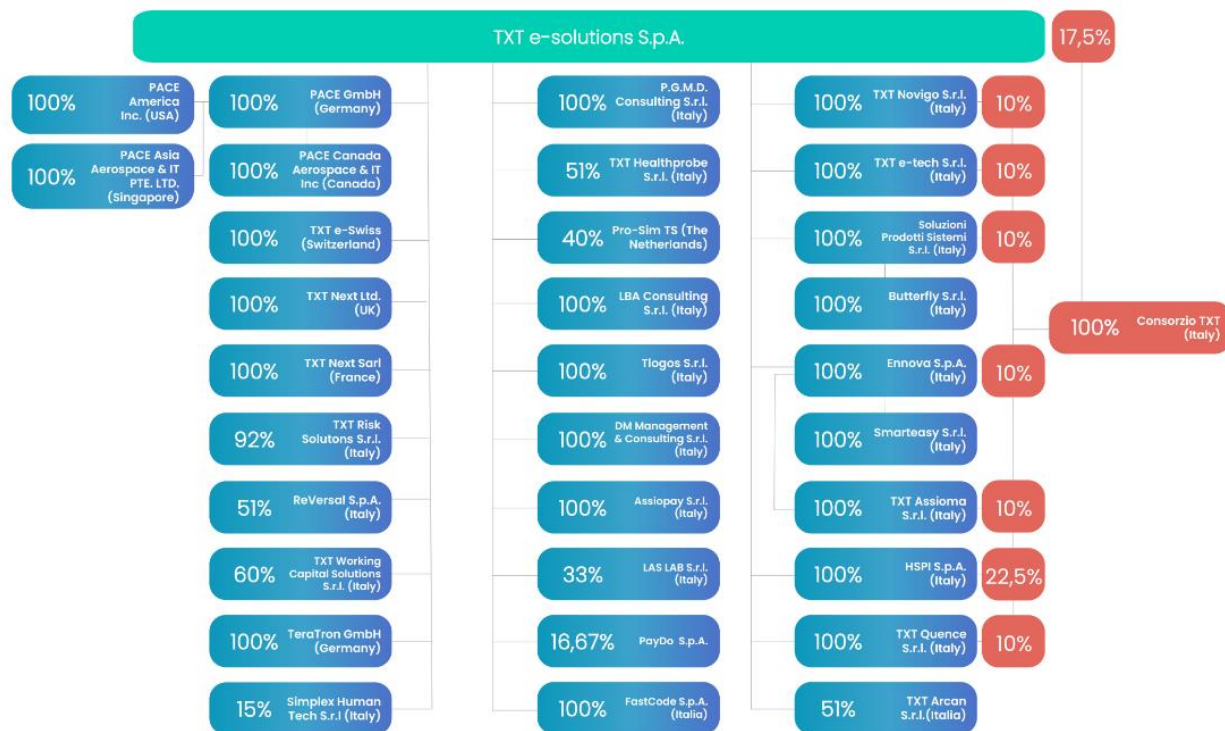 TXT e-solutions S.p.A.
17,5%
100%
PACE
America
Inc. (USA)
100%
PACE Asia
Aerospace & IT
PTE. LTD.
(Singapore)
100%
PACE GmbH
(Germany)
100%
PACE Canada
Aerospace & IT
Inc (Canada)
100%
TXT e-Swiss
(Switzerland)
100%
TXT Next Ltd.
(UK)
100%
TXT Next Sarl
(France)
92%
TXT Risk
Solutons S.r.l.
(Italy)
51%
ReVersal S.p.A.
(Italy)
60%
TXT Working
Capital Solutions
S.r.l. (Italy)
100%
TeraTron GmbH
(Germany)
15%
Simplex Human
Tech S.r.l (Italy)
100%
P.G.M.D.
Consulting S.r.l.
(Italy)
51%
TXT Healthprobe
S.r.l. (Italy)
40%
Pro-Sim TS (The
Netherlands)
100%
LBA Consulting
S.r.l. (Italy)
100%
Tlogos S.r.l.
(Italy)
100%
DM Management
& Consulting S.r.l.
(Italy)
100%
Assiopay S.r.l.
(Italy)
33%
LAS LAB S.r.l.
(Italy)
16,67%
PayDo S.p.A.
100%
FastCode S.p.A.
(Italia)
100%
TXT Novigo S.r.l.
(Italy)
10%
100%
TXT e-tech S.r.l.
(Italy)
10%
100%
Soluzioni
Prodotti Sistemi
S.r.l. (Italy)
10%
100%
Butterfly S.r.l.
(Italy)
100%
Ennova S.p.A.
(Italy)
10%
100%
Smarteasy S.r.l.
(Italy)
100%
TXT Assioma
S.r.l. (Italy)
10%
100%
HSPI S.p.A.
(Italy)
22,5%
100%
TXT Quence
S.r.l. (Italy)
10%
51%
TXT Arcan
S.r.l.(Italia)
100%
Consorzio TXT
(Italy)